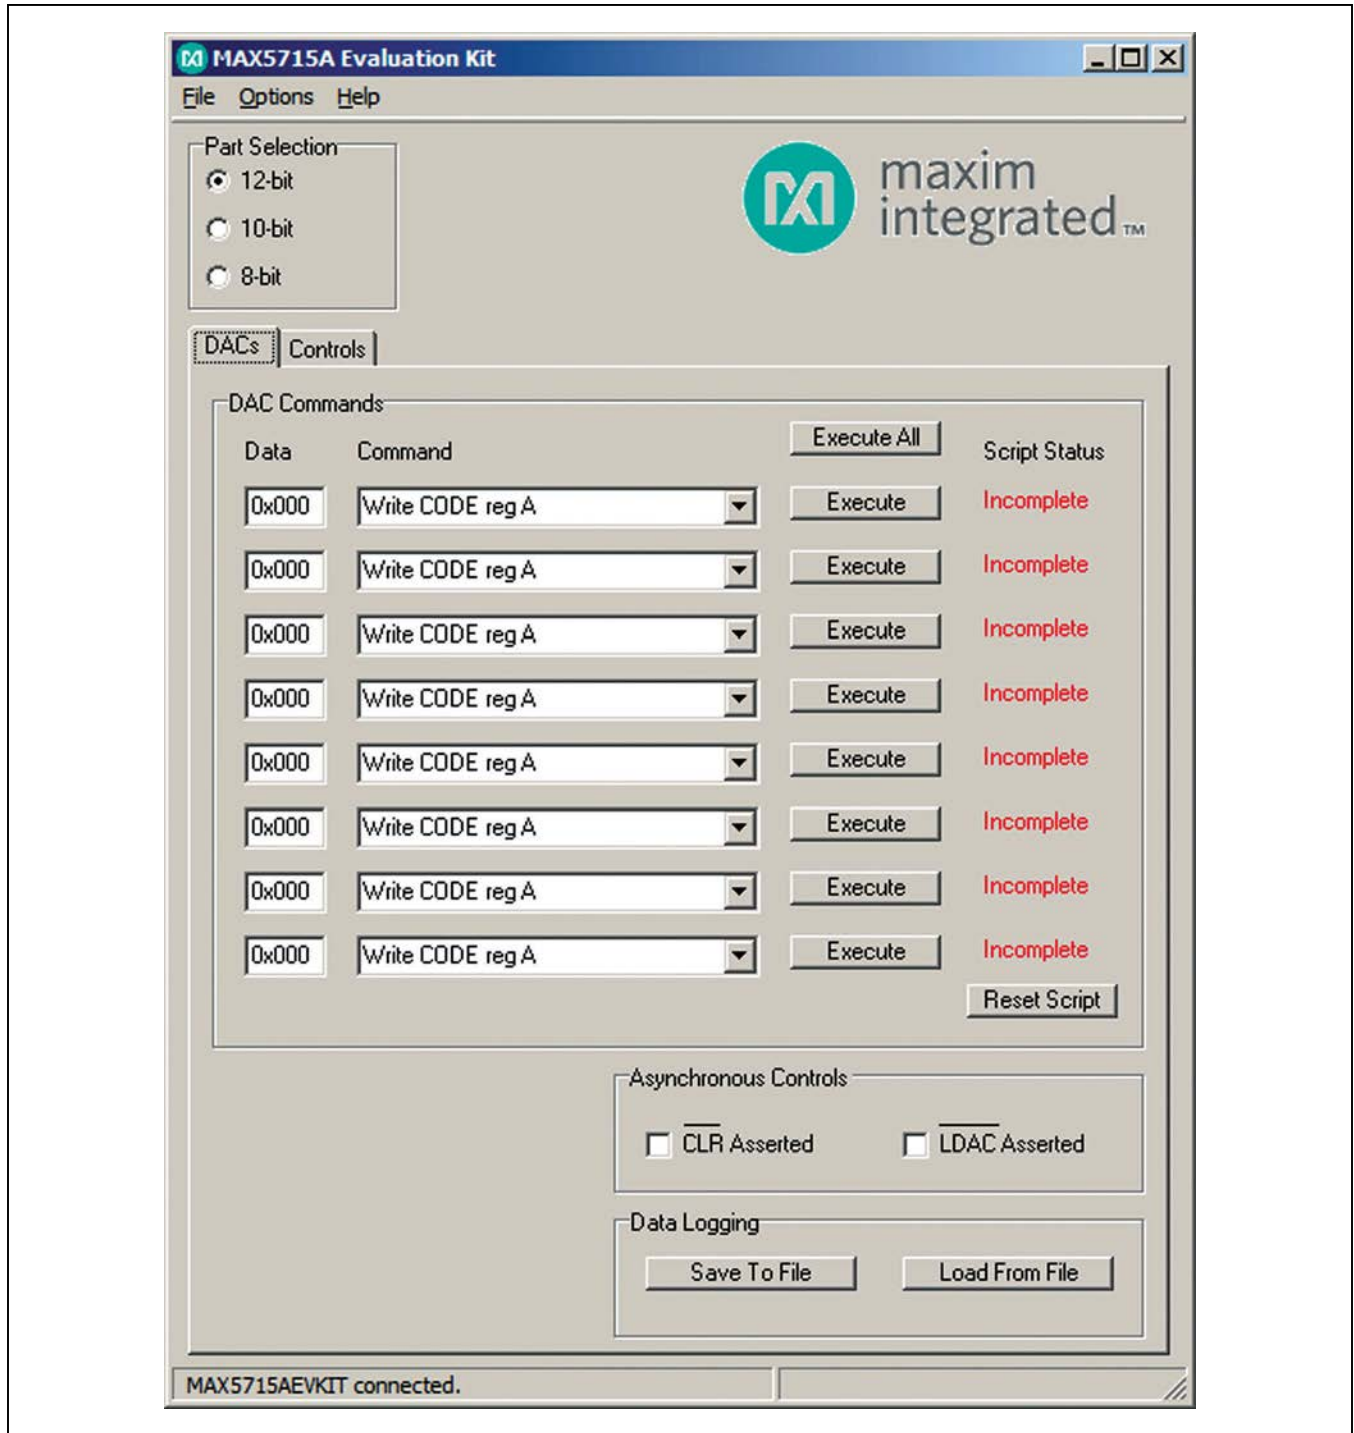 MAX5715A Evaluation Kit
File Options Help
Part Selection
12-bit
10-bit
8-bit
maxim
integrated™
DACs Controls
DAC Commands
Data Command Execute All Script Status
0x000 Write CODE reg A Execute Incomplete
0x000 Write CODE reg A Execute Incomplete
0x000 Write CODE reg A Execute Incomplete
0x000 Write CODE reg A Execute Incomplete
0x000 Write CODE reg A Execute Incomplete
0x000 Write CODE reg A Execute Incomplete
0x000 Write CODE reg A Execute Incomplete
0x000 Write CODE reg A Execute Incomplete
Reset Script
Asynchronous Controls
CLR Asserted LDAC Asserted
Data Logging
Save To File Load From File
MAX5715AEVKIT connected.